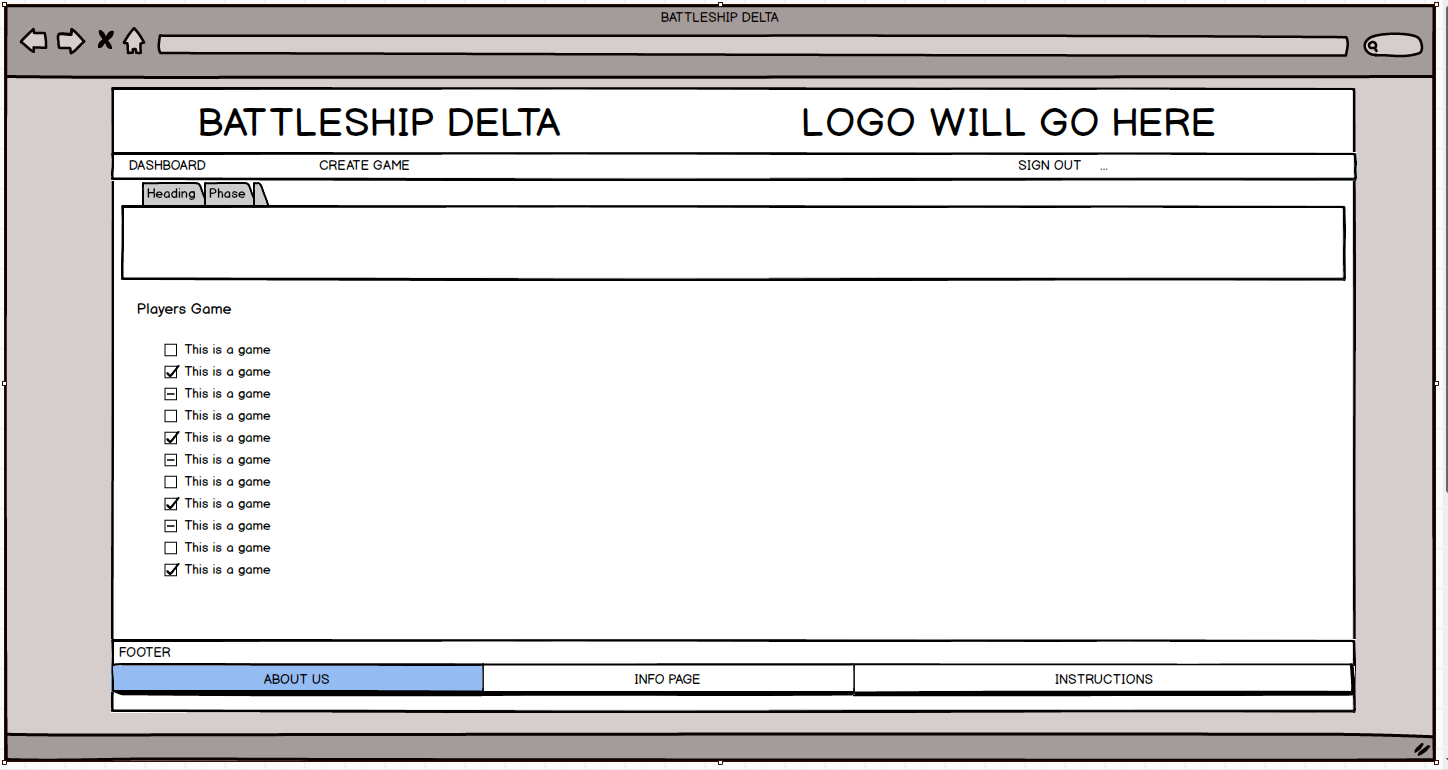 BATTLESHIP DELTA
BATTLESHIP DELTA LOGO WILL GO HERE
DASHBOARD CREATE GAME SIGN OUT ...
Heading Phase
Players Game
This is a game
This is a game
This is a game
This is a game
This is a game
This is a game
This is a game
This is a game
This is a game
This is a game
This is a game
FOOTER
ABOUT US INFO PAGE INSTRUCTIONS